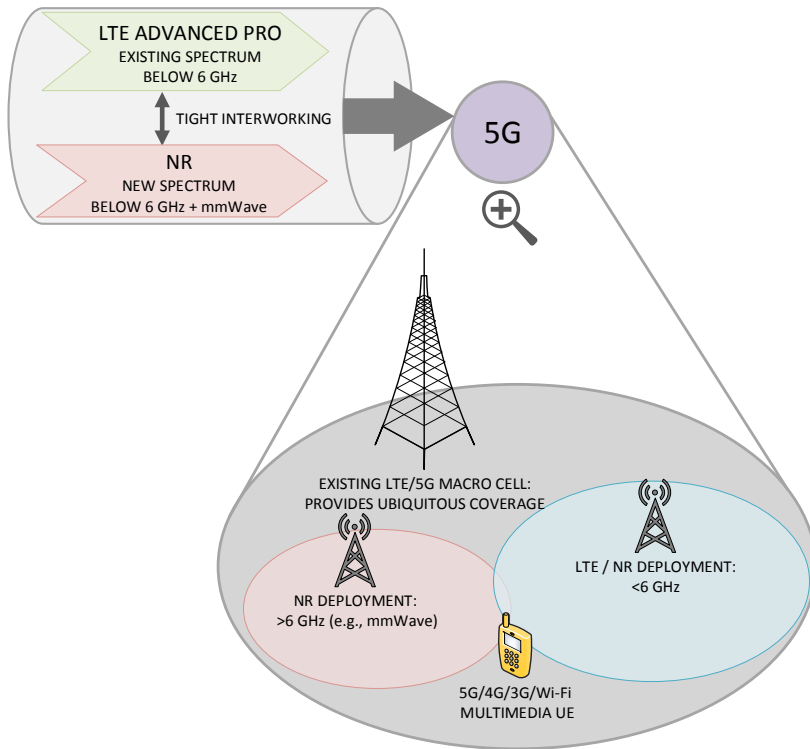 LTE ADVANCED PRO
EXISTING SPECTRUM
BELOW 6 GHz
TIGHT INTERWORKING
NR
NEW SPECTRUM
BELOW 6 GHz + mmWave
5G
EXISTING LTE/5G MACRO CELL:
PROVIDES UBIQUITOUS COVERAGE
LTE / NR DEPLOYMENT:
<6 GHz
NR DEPLOYMENT:
>6 GHz (e.g., mmWave)
5G/4G/3G/Wi-Fi
MULTIMEDIA UE